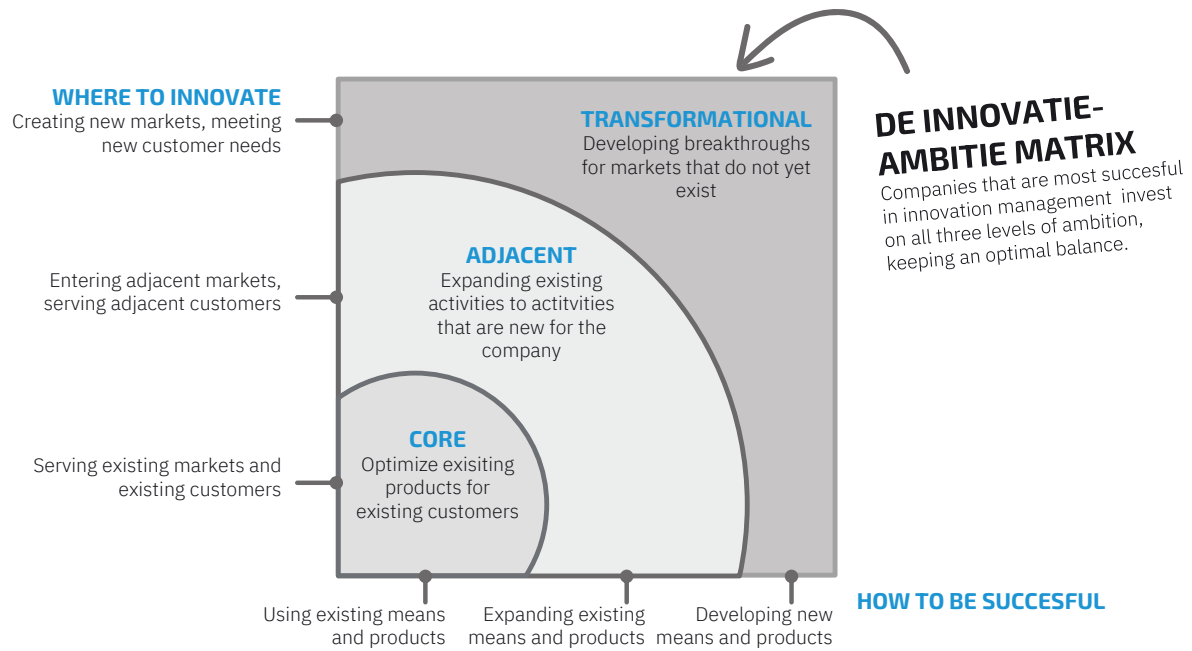 WHERE TO INNOVATE
Creating new markets, meeting
new customer needs
Entering adjacent markets,
serving adjacent customers
Serving existing markets and
existing customers
TRANSFORMATIONAL
Developing breakthroughs
for markets that do not yet
exist
ADJACENT
Expanding existing
activities to actitvities
that are new for the
company
CORE
Optimize exisiting
products for
existing customers
DE INNOVATIE-
AMBITIE MATRIX
Companies that are most succesful
in innovation management invest
on all three levels of ambition,
keeping an optimal balance.
Using existing means
and products
Expanding existing
means and products
Developing new
means and products
HOW TO BE SUCCESFUL